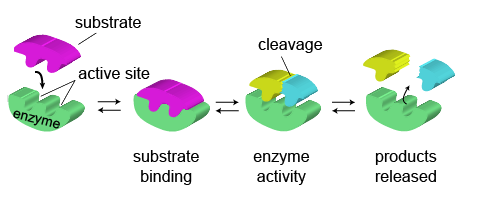 substrate
active site
enzyme
substrate
binding
cleavage
enzyme
activity
products
released